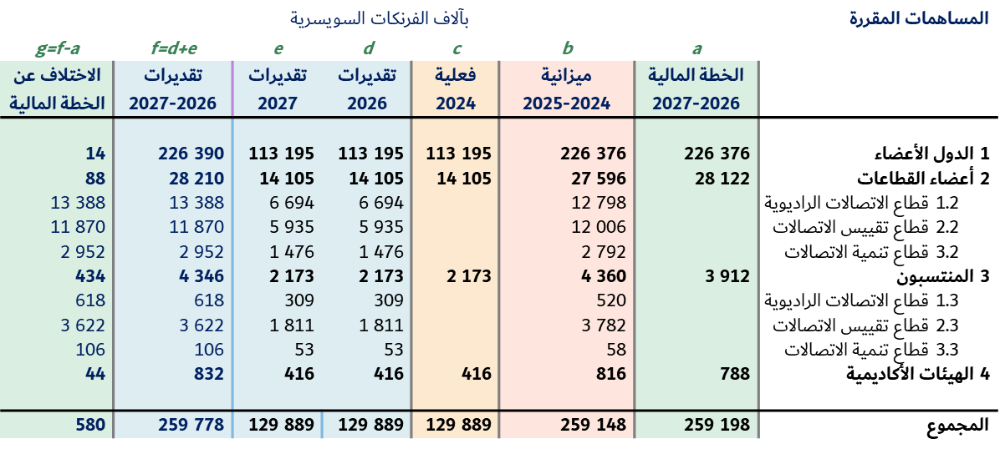 المساهمات المقررة بآلاف الفرنكات السويسرية
a b c d e f=d+e g=f-a
الخطة المالية ميزانية فعلية تقديرات تقديرات تقديرات الاختلاف عن
2027-2026 2025-2024 2024 2026 2027 2027-2026 الخطة المالية
1 الدول الأعضاء 226 376 226 376 113 195 113 195 113 195 226 390 14
2 أعضاء القطاعات 28 122 27 596 14 105 14 105 14 105 28 210 88
1.2 قطاع الاتصالات الراديوية 12 798 6 694 6 694 13 388 13 388
2.2 قطاع تقييس الاتصالات 12 006 5 935 5 935 11 870 11 870
3.2 قطاع تنمية الاتصالات 2 792 1 476 1 476 2 952 2 952
3 المنتسبون 3 912 4 360 2 173 2 173 2 173 4 346 434
1.3 قطاع الاتصالات الراديوية 520 309 309 618 618
2.3 قطاع تقييس الاتصالات 3 782 1 811 1 811 3 622 3 622
3.3 قطاع تنمية الاتصالات 58 53 53 106 106
4 الهيئات الأكاديمية 788 816 416 416 416 832 44
المجموع 259 198 259 148 129 889 129 889 129 889 259 778 580